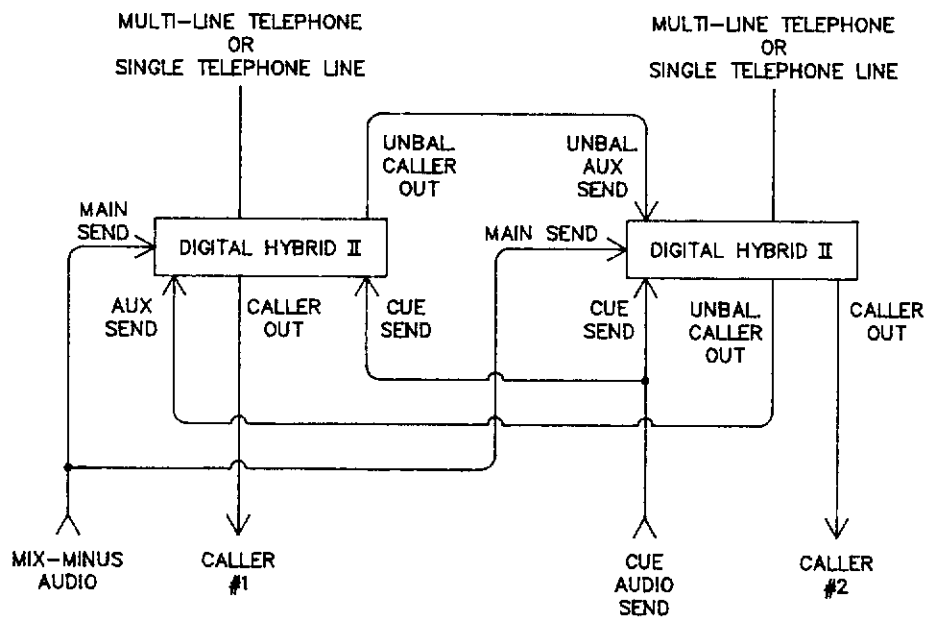 MULTI-LINE TELEPHONE
OR
SINGLE TELEPHONE LINE
MULTI-LINE TELEPHONE
OR
SINGLE TELEPHONE LINE
UNBAL.
CALLER
OUT
UNBAL.
AUX
SEND
MAIN
SEND
DIGITAL HYBRID II
MAIN SEND
DIGITAL HYBRID II
AUX
SEND
CALLER
OUT
CUE
SEND
CUE
SEND
UNBAL.
CALLER
OUT
CALLER
OUT
MIX-MINUS
AUDIO
CALLER
#1
CUE
AUDIO
SEND
CALLER
#2